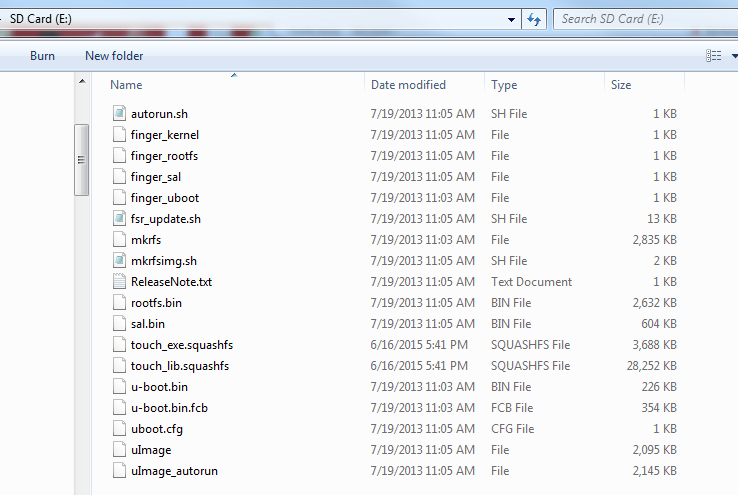 SD Card (E:) Search SD Card (E:)
Burn New folder
Name Date modified Type Size
autorun.sh 7/19/2013 11:05 AM SH File 1 KB
finger_kernel 7/19/2013 11:05 AM File 1 KB
finger_rootfs 7/19/2013 11:05 AM File 1 KB
finger_sal 7/19/2013 11:05 AM File 1 KB
finger_uboot 7/19/2013 11:03 AM File 1 KB
fsr_update.sh 7/19/2013 11:05 AM SH File 13 KB
mkrfs 7/19/2013 11:03 AM File 2,835 KB
mkrfsimg.sh 7/19/2013 11:05 AM SH File 2 KB
ReleaseNote.txt 7/19/2013 11:05 AM Text Document 1 KB
rootfs.bin 7/19/2013 11:05 AM BIN File 2,632 KB
sal.bin 7/19/2013 11:05 AM BIN File 604 KB
touch_exe.squashfs 6/16/2015 5:41 PM SQUASHFS File 3,688 KB
touch_lib.squashfs 6/16/2015 5:41 PM SQUASHFS File 28,252 KB
u-boot.bin 7/19/2013 11:03 AM BIN File 226 KB
u-boot.bin.fcb 7/19/2013 11:03 AM FCB File 354 KB
uboot.cfg 7/19/2013 11:05 AM CFG File 1 KB
uImage 7/19/2013 11:05 AM File 2,095 KB
uImage_autorun 7/19/2013 11:05 AM File 2,145 KB